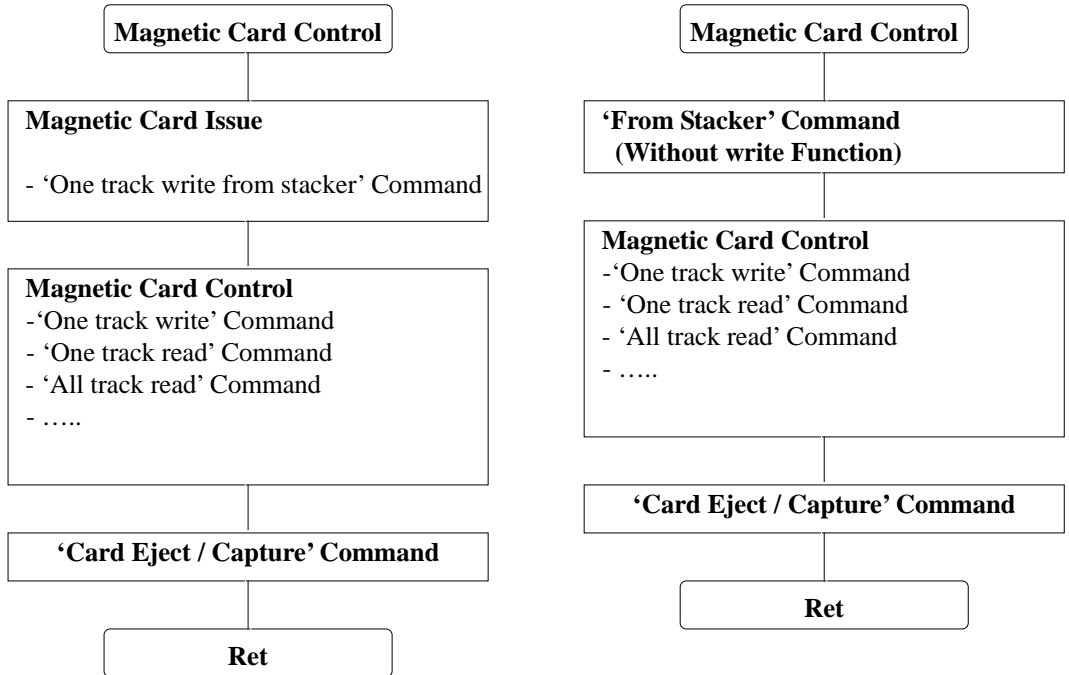 Magnetic Card Control
Magnetic Card Issue
- ‘One track write from stacker’ Command
Magnetic Card Control
-‘One track write’ Command
- ‘One track read’ Command
- ‘All track read’ Command
- …..
‘Card Eject / Capture’ Command
Ret
Magnetic Card Control
‘From Stacker’ Command
(Without write Function)
Magnetic Card Control
-‘One track write’ Command
- ‘One track read’ Command
- ‘All track read’ Command
- …..
‘Card Eject / Capture’ Command
Ret